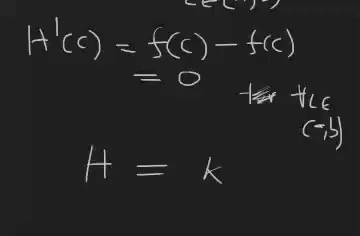 H'(c) = f(c) - f(c)
= 0
∀ c ∈
(a, b)
H = k